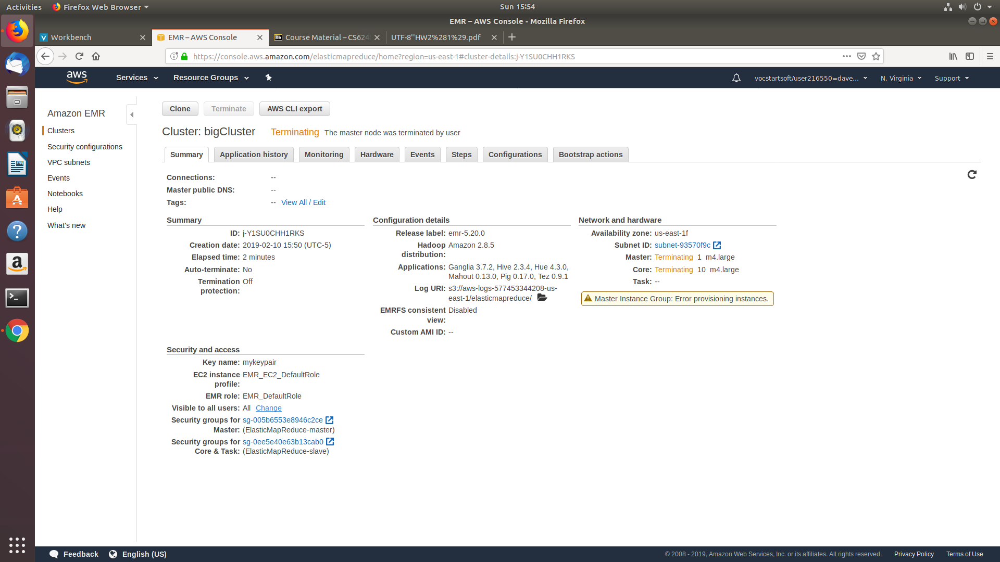 Activities Firefox Web Browser Sun 15:54
EMR – AWS Console - Mozilla Firefox
Workbench EMR – AWS Console Course Material – CS624 UTF-8''HW2%281%29.pdf
https://console.aws.amazon.com/elasticmapreduce/home?region=us-east-1#cluster-details:j-Y1SU0CHH1RKS
aws Services Resource Groups vocstartsoft/user216550=dave... N. Virginia Support
Amazon EMR
Clusters
Security configurations
VPC subnets
Events
Notebooks
Help
What's new
Clone Terminate AWS CLI export
Cluster: bigCluster Terminating The master node was terminated by user
Summary Application history Monitoring Hardware Events Steps Configurations Bootstrap actions
Connections: --
Master public DNS: --
Tags: -- View All / Edit
Summary
ID: j-Y1SU0CHH1RKS
Creation date: 2019-02-10 15:50 (UTC-5)
Elapsed time: 2 minutes
Auto-terminate: No
Termination Off
protection:
Configuration details
Release label: emr-5.20.0
Hadoop Amazon 2.8.5
distribution:
Applications: Ganglia 3.7.2, Hive 2.3.4, Hue 4.3.0,
Mahout 0.13.0, Pig 0.17.0, Tez 0.9.1
Log URI: s3://aws-logs-577453344208-us-
east-1/elasticmapreduce/
EMRFS consistent Disabled
view:
Custom AMI ID: --
Network and hardware
Availability zone: us-east-1f
Subnet ID: subnet-93570f9c
Master: Terminating 1 m4.large
Core: Terminating 10 m4.large
Task: --
Master Instance Group: Error provisioning instances.
Security and access
Key name: mykeypair
EC2 instance EMR_EC2_DefaultRole
profile:
EMR role: EMR_DefaultRole
Visible to all users: All Change
Security groups for sg-005b6553e8946c2ce
Master: (ElasticMapReduce-master)
Security groups for sg-0ee5e40e63b13cab0
Core & Task: (ElasticMapReduce-slave)
Feedback English (US) © 2008 - 2019, Amazon Web Services, Inc. or its affiliates. All rights reserved. Privacy Policy Terms of Use